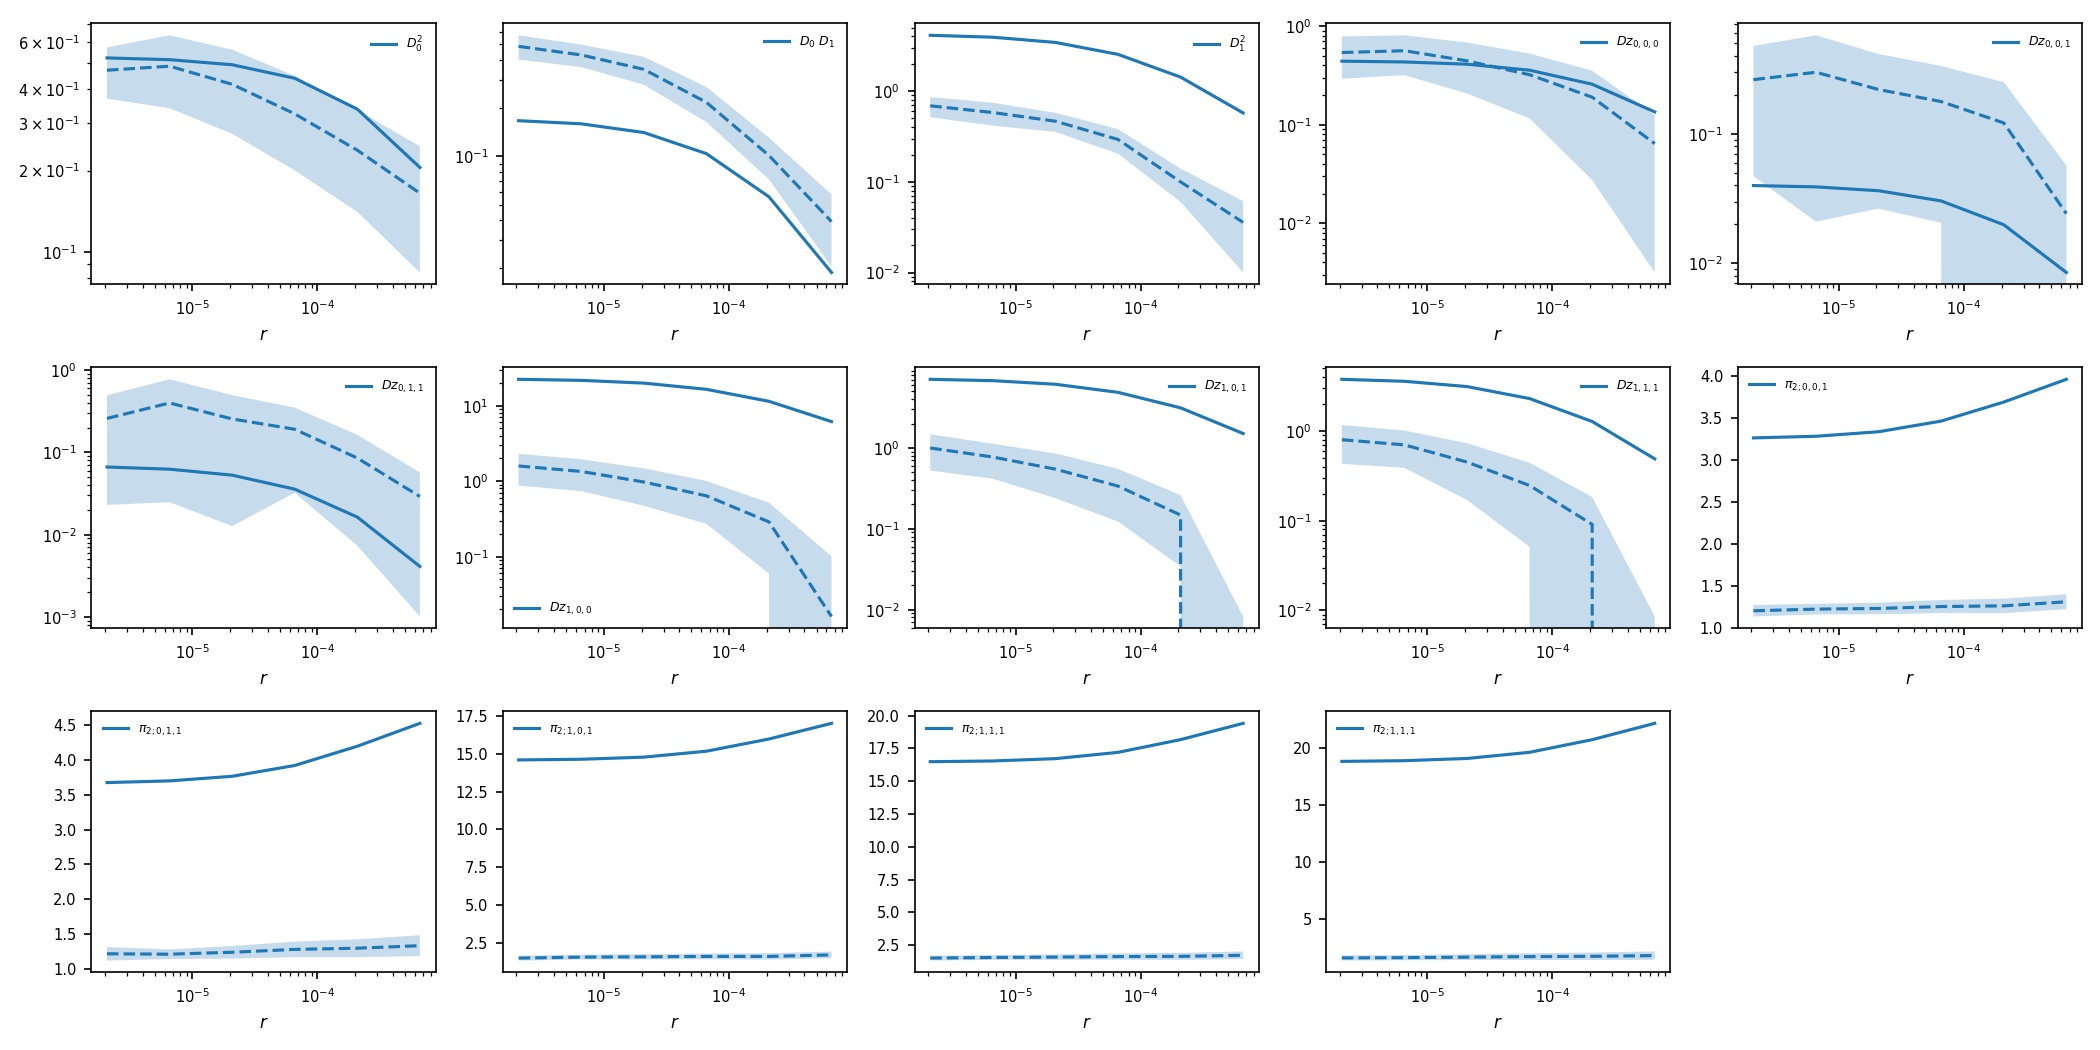 D₀²
6 × 10⁻¹
4 × 10⁻¹
3 × 10⁻¹
2 × 10⁻¹
10⁻¹
10⁻⁵ 10⁻⁴
r
D₀ D₁
10⁻¹
10⁻⁵ 10⁻⁴
r
D₁²
10⁰
10⁻¹
10⁻²
10⁻⁵ 10⁻⁴
r
Dz₀,₀,₀
10⁰
10⁻¹
10⁻²
10⁻⁵ 10⁻⁴
r
Dz₀,₀,₁
10⁻¹
10⁻²
10⁻⁵ 10⁻⁴
r
Dz₀,₁,₁
10⁰
10⁻¹
10⁻²
10⁻³
10⁻⁵ 10⁻⁴
r
10¹
10⁰
10⁻¹
Dz₁,₀,₀
10⁻⁵ 10⁻⁴
r
Dz₁,₀,₁
10⁰
10⁻¹
10⁻²
10⁻⁵ 10⁻⁴
r
Dz₁,₁,₁
10⁰
10⁻¹
10⁻²
10⁻⁵ 10⁻⁴
r
π₂;₀,₀,₁
4.0
3.5
3.0
2.5
2.0
1.5
1.0
10⁻⁵ 10⁻⁴
r
π₂;₀,₁,₁
4.5
4.0
3.5
3.0
2.5
2.0
1.5
1.0
10⁻⁵ 10⁻⁴
r
π₂;₁,₀,₁
17.5
15.0
12.5
10.0
7.5
5.0
2.5
10⁻⁵ 10⁻⁴
r
π₂;₁,₁,₁
20.0
17.5
15.0
12.5
10.0
7.5
5.0
2.5
10⁻⁵ 10⁻⁴
r
π₂;₁,₁,₁
20
15
10
5
10⁻⁵ 10⁻⁴
r